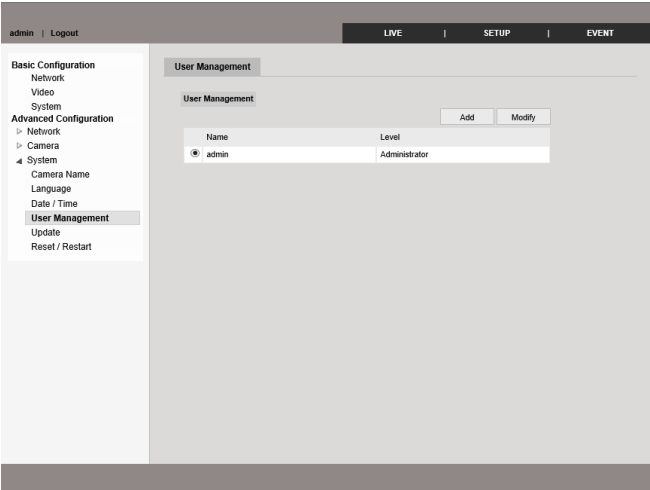 admin | Logout
LIVE | SETUP | EVENT
Basic Configuration
Network
Video
System
Advanced Configuration
Network
Camera
System
Camera Name
Language
Date / Time
User Management
Update
Reset / Restart
User Management
User Management
Add Modify
Name Level
admin Administrator